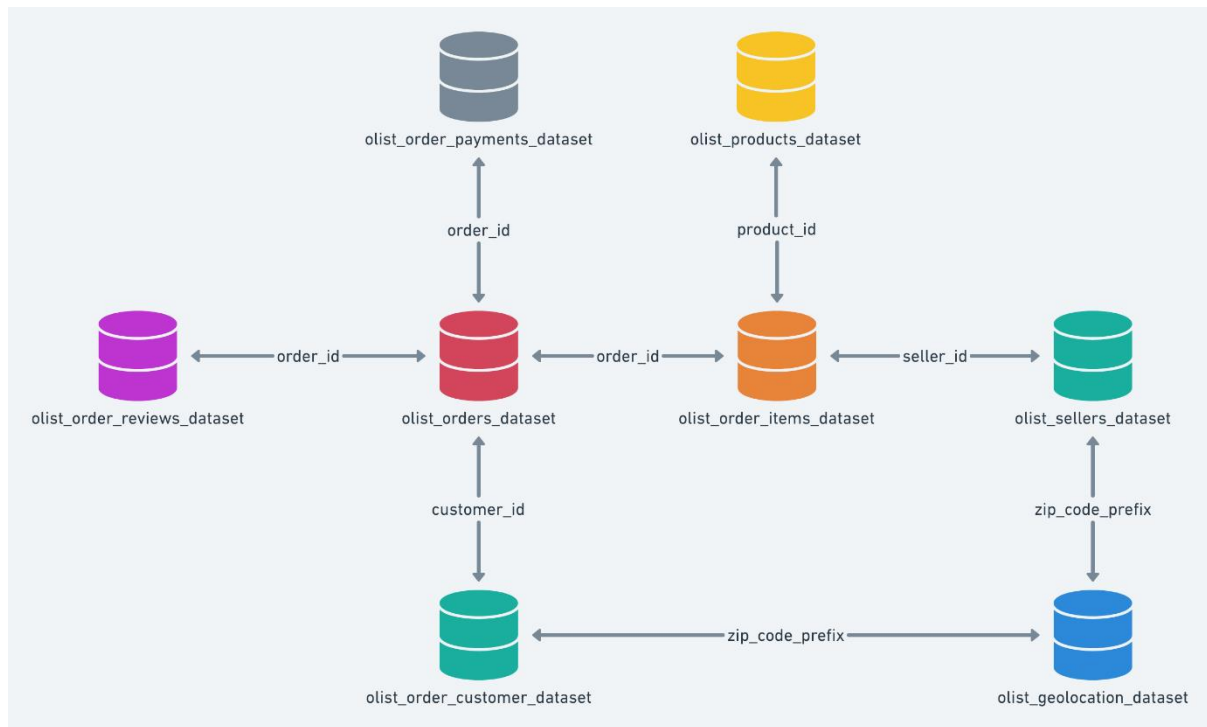 olist_order_payments_dataset
olist_products_dataset
order_id
product_id
order_id
order_id
seller_id
olist_order_reviews_dataset
olist_orders_dataset
olist_order_items_dataset
olist_sellers_dataset
customer_id
zip_code_prefix
zip_code_prefix
olist_order_customer_dataset
olist_geolocation_dataset